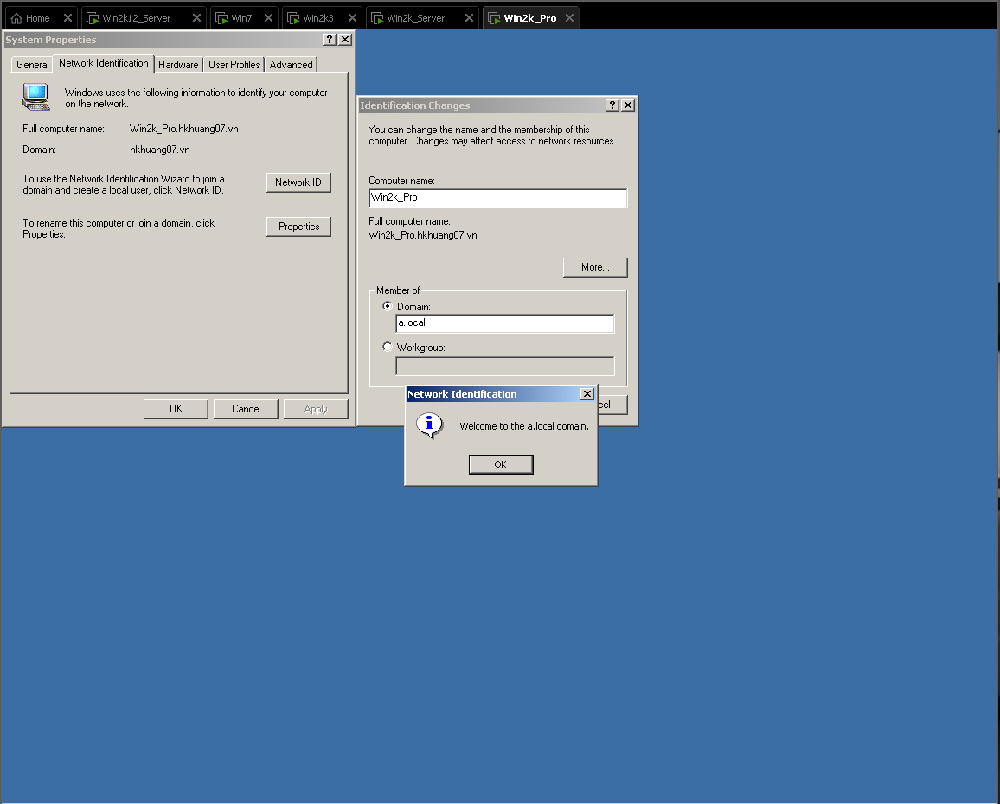 Home
Win2k12_Server
Win7
Win2k3
Win2k_Server
Win2k_Pro
System Properties
General
Network Identification
Hardware
User Profiles
Advanced
Windows uses the following information to identify your computer
on the network.
Full computer name:
Win2k_Pro.hkhuang07.vn
Domain:
hkhuang07.vn
To use the Network Identification Wizard to join a
domain and create a local user, click Network ID.
Network ID
To rename this computer or join a domain, click
Properties.
Properties
OK
Cancel
Apply
Identification Changes
You can change the name and the membership of this
computer. Changes may affect access to network resources.
Computer name:
Win2k_Pro
Full computer name:
Win2k_Pro.hkhuang07.vn
More...
Member of
Domain:
a.local
Workgroup:
cel
Network Identification
Welcome to the a.local domain.
OK